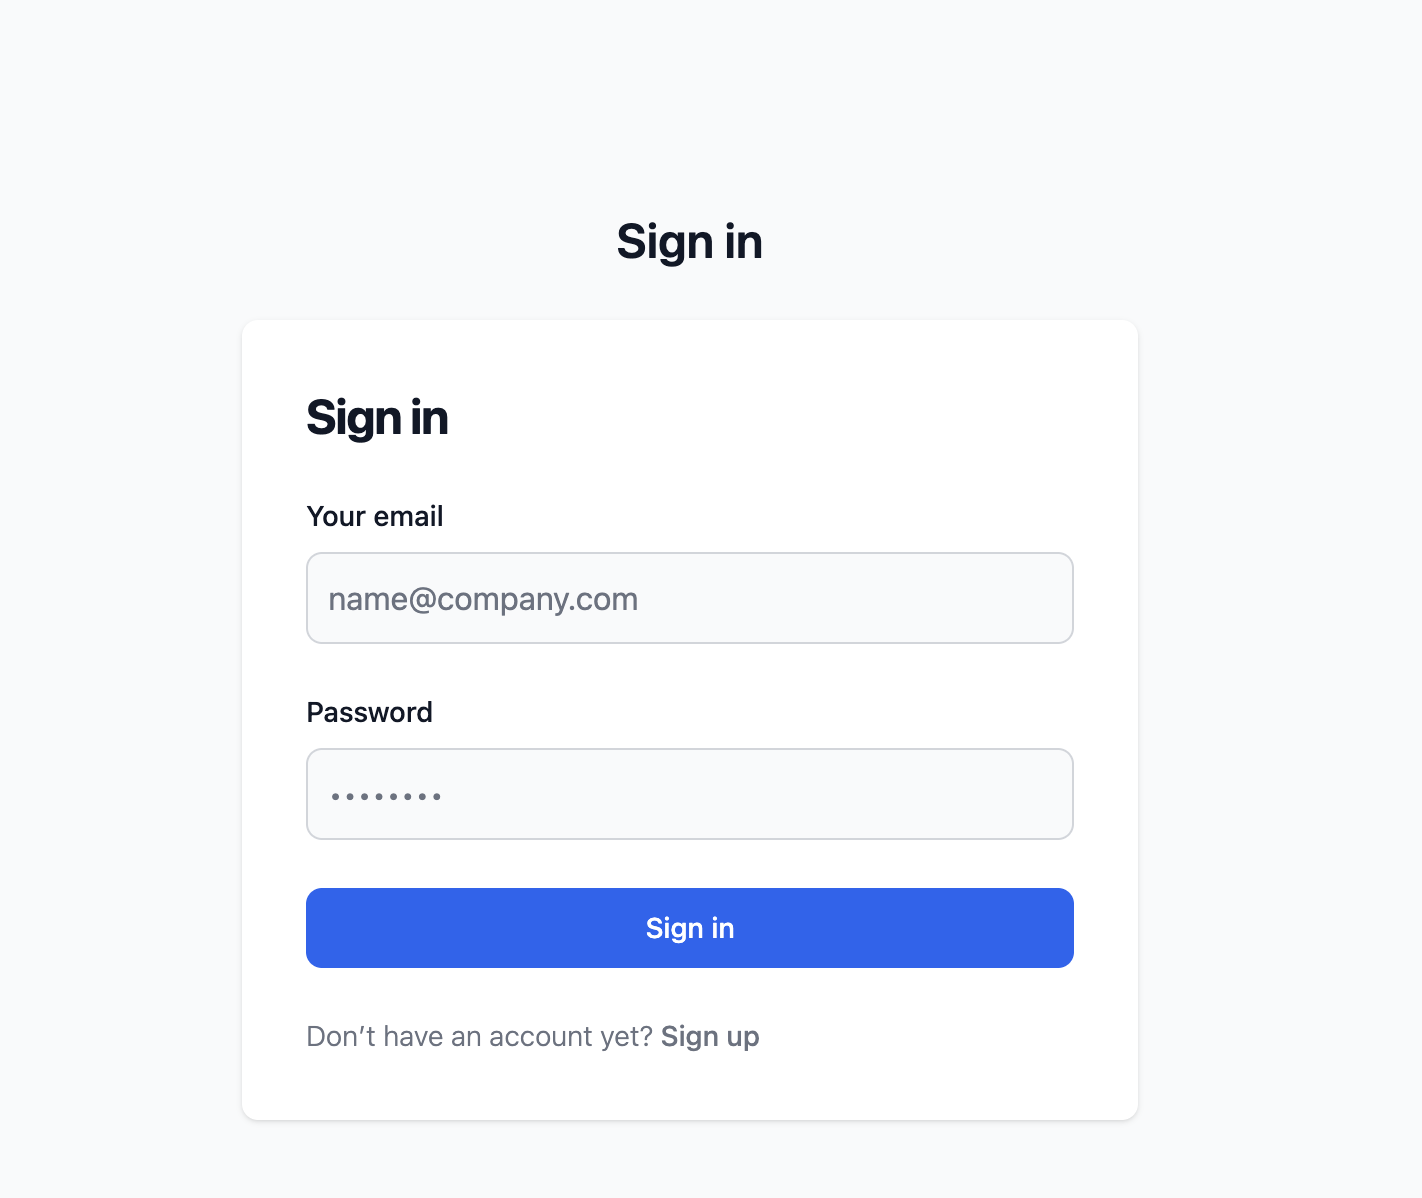 Sign in
Sign in
Your email
name@company.com
Password
••••••••
Sign in
Don’t have an account yet? Sign up